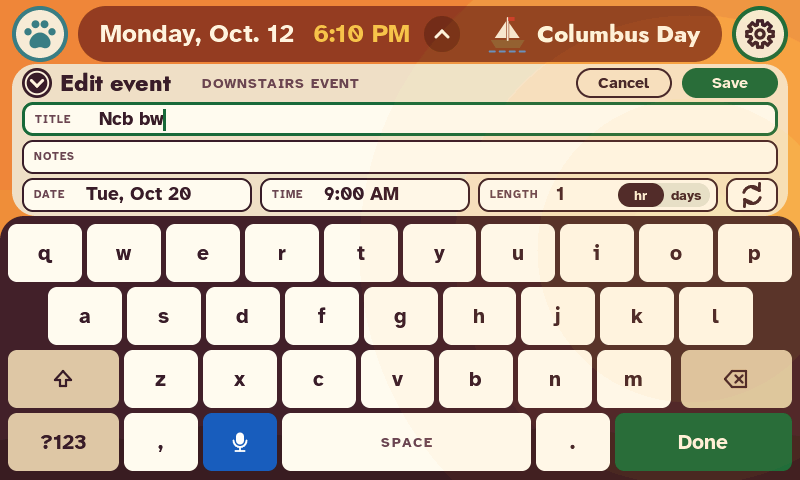 Monday, Oct. 12 6:10 PM Columbus Day
Edit event DOWNSTAIRS EVENT Cancel Save
TITLE Ncb bw
NOTES
DATE Tue, Oct 20 TIME 9:00 AM LENGTH 1 hr days
q w e r t y u i o p
a s d f g h j k l
z x c v b n m
?123 , SPACE . Done